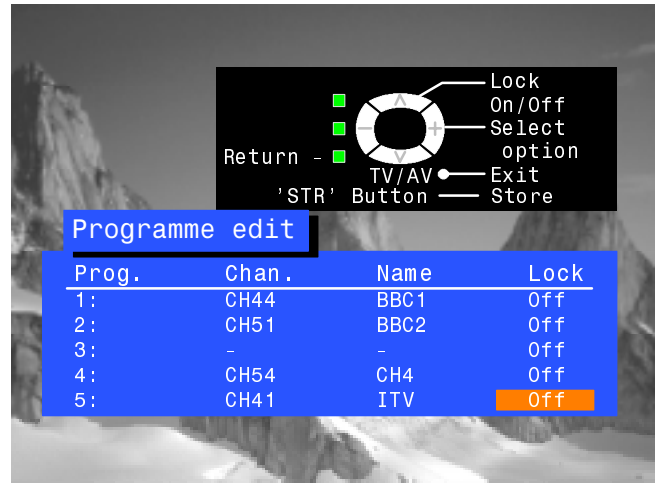 Lock
On/Off
Select
option
Return -
TV/AV Exit
'STR' Button Store
Programme edit
Prog. Chan. Name Lock
1: CH44 BBC1 Off
2: CH51 BBC2 Off
3: - - Off
4: CH54 CH4 Off
5: CH41 ITV Off